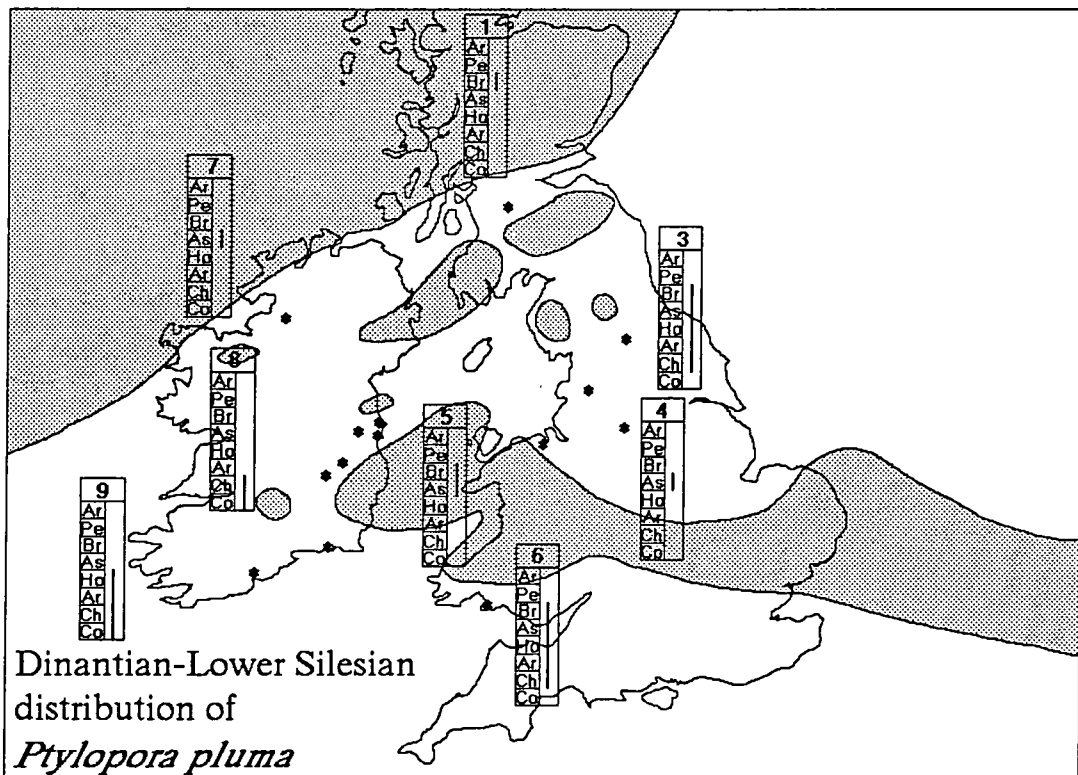 1
Ar
Pe
Br
As
Ho
Ar
Ch
Co
7
Ar
Pe
Br
As
Ho
Ar
Ch
Co
3
Ar
Pe
Br
As
Ho
Ar
Ch
Co
8
Ar
Pe
Br
As
Ho
Ar
Ch
Co
5
Ar
Pe
Br
As
Ho
Ar
Ch
Co
4
Ar
Pe
Br
As
Ho
Ar
Ch
Co
9
Ar
Pe
Br
As
Ho
Ar
Ch
Co
6
Ar
Pe
Br
As
Ho
Ar
Ch
Co
Dinantian-Lower Silesian
distribution of
Ptylopora pluma